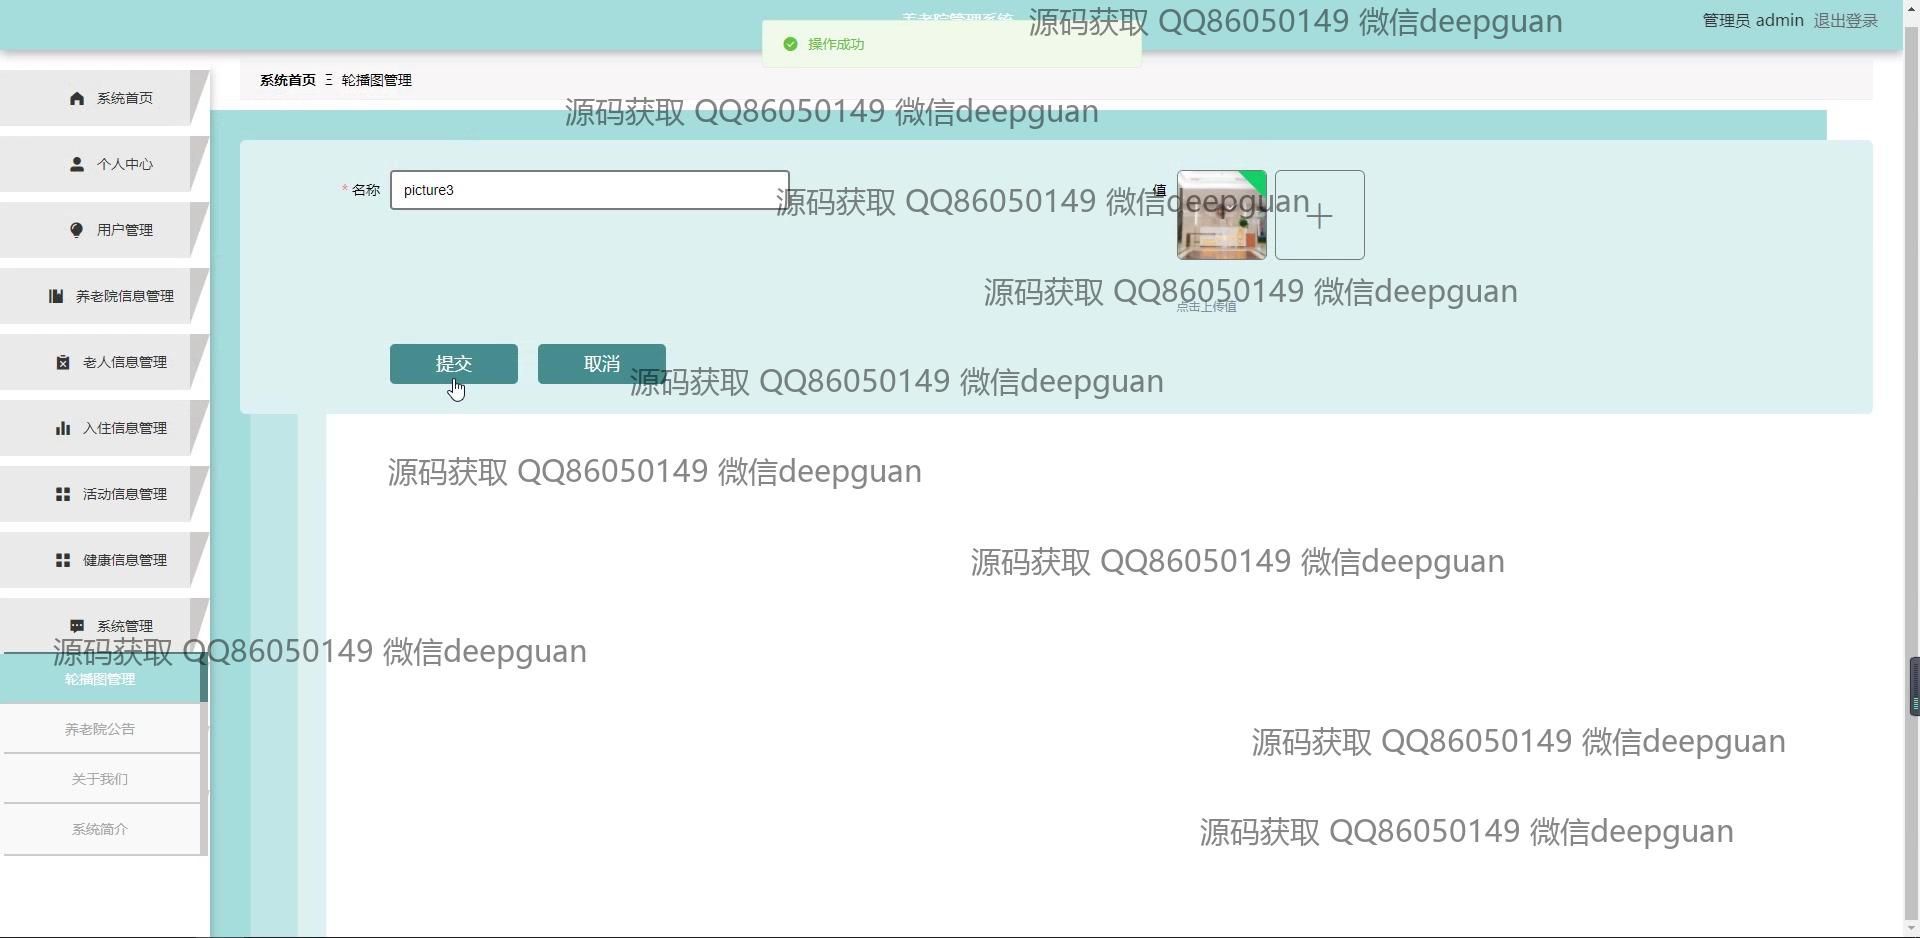 养老院管理系统
源码获取 QQ86050149 微信deepguan
管理员 admin 退出登录
操作成功
系统首页 轮播图管理
系统首页
源码获取 QQ86050149 微信deepguan
个人中心
* 名称 picture3
值
源码获取 QQ86050149 微信deepguan
用户管理
养老院信息管理
源码获取 QQ86050149 微信deepguan
点击上传值
老人信息管理
提交 取消
源码获取 QQ86050149 微信deepguan
入住信息管理
源码获取 QQ86050149 微信deepguan
活动信息管理
健康信息管理
源码获取 QQ86050149 微信deepguan
系统管理
源码获取 QQ86050149 微信deepguan
轮播图管理
养老院公告
源码获取 QQ86050149 微信deepguan
关于我们
系统简介
源码获取 QQ86050149 微信deepguan